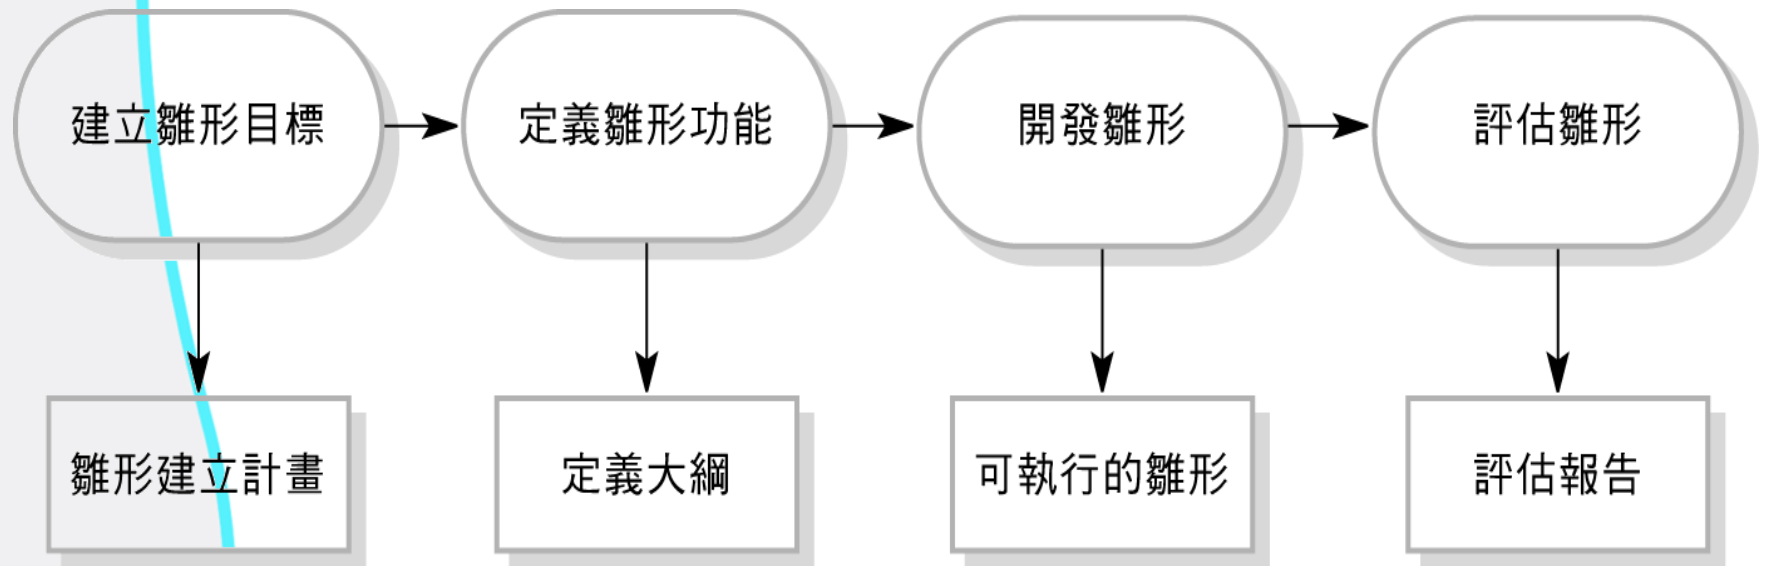 建立雛形目標
定義雛形功能
開發雛形
評估雛形
雛形建立計畫
定義大綱
可執行的雛形
評估報告